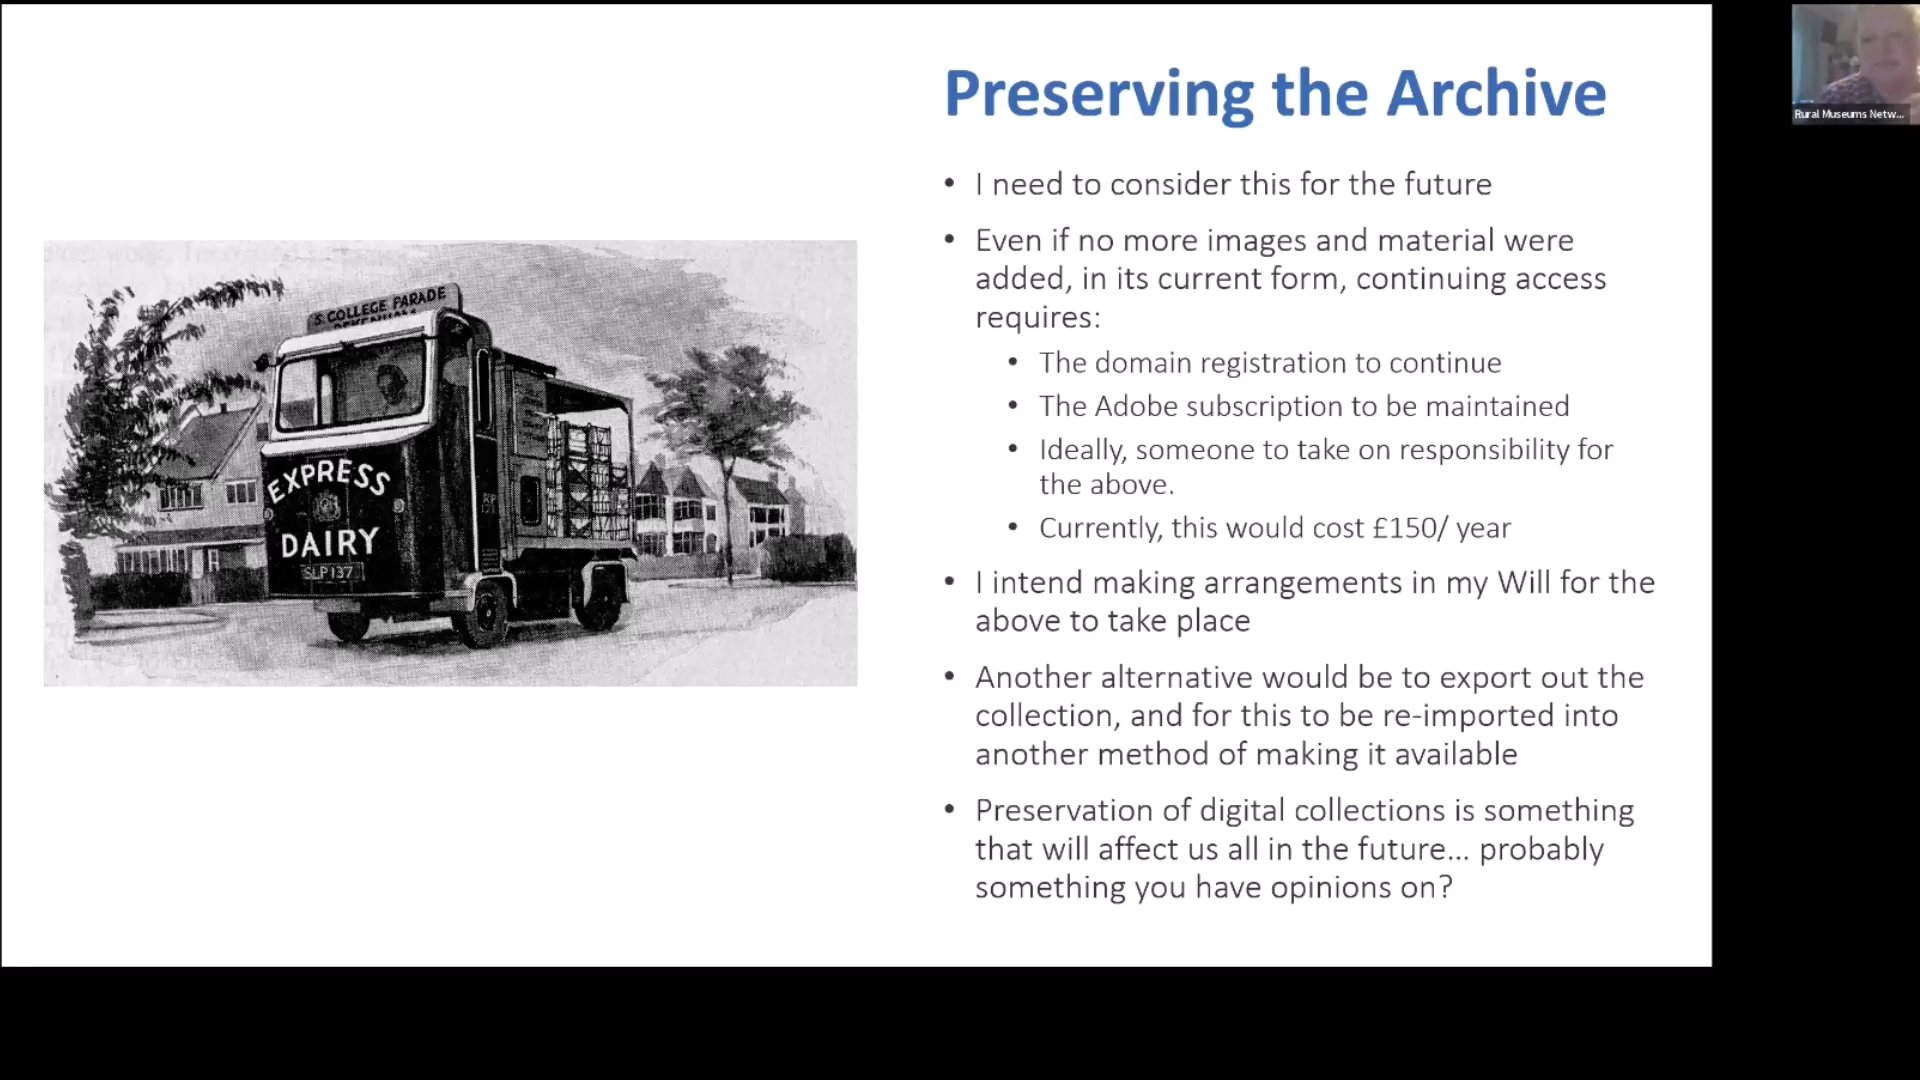 Preserving the Archive
Rural Museums Netw...
• I need to consider this for the future
• Even if no more images and material were
added, in its current form, continuing access
requires:
• The domain registration to continue
• The Adobe subscription to be maintained
• Ideally, someone to take on responsibility for
the above.
• Currently, this would cost £150/ year
• I intend making arrangements in my Will for the
above to take place
• Another alternative would be to export out the
collection, and for this to be re-imported into
another method of making it available
• Preservation of digital collections is something
that will affect us all in the future... probably
something you have opinions on?
COLLEGE PARADE
EXPRESS
DAIRY
SLP137